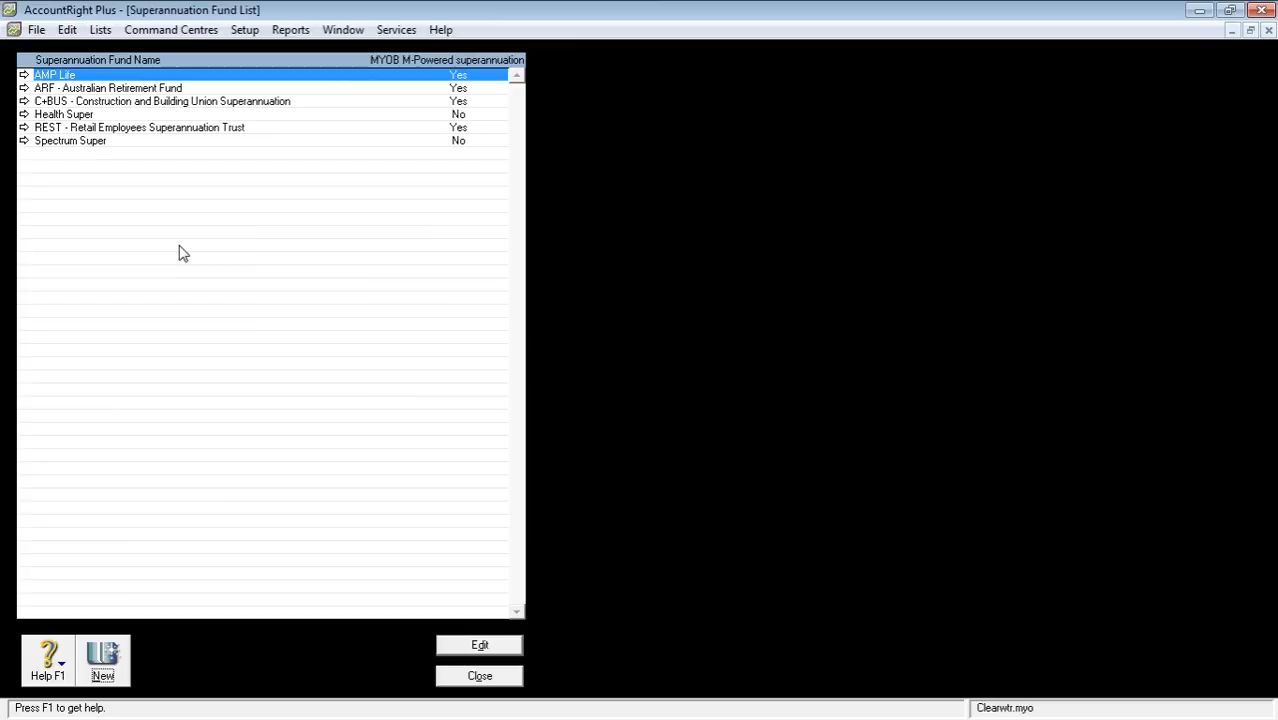 AccountRight Plus - [Superannuation Fund List]
File Edit Lists Command Centres Setup Reports Window Services Help
Superannuation Fund Name MYOB M-Powered superannuation
AMP Life Yes
ARF - Australian Retirement Fund Yes
C+BUS - Construction and Building Union Superannuation Yes
Health Super No
REST - Retail Employees Superannuation Trust Yes
Spectrum Super No
Edit
Help F1 New Close
Press F1 to get help. Clearwtr.myo